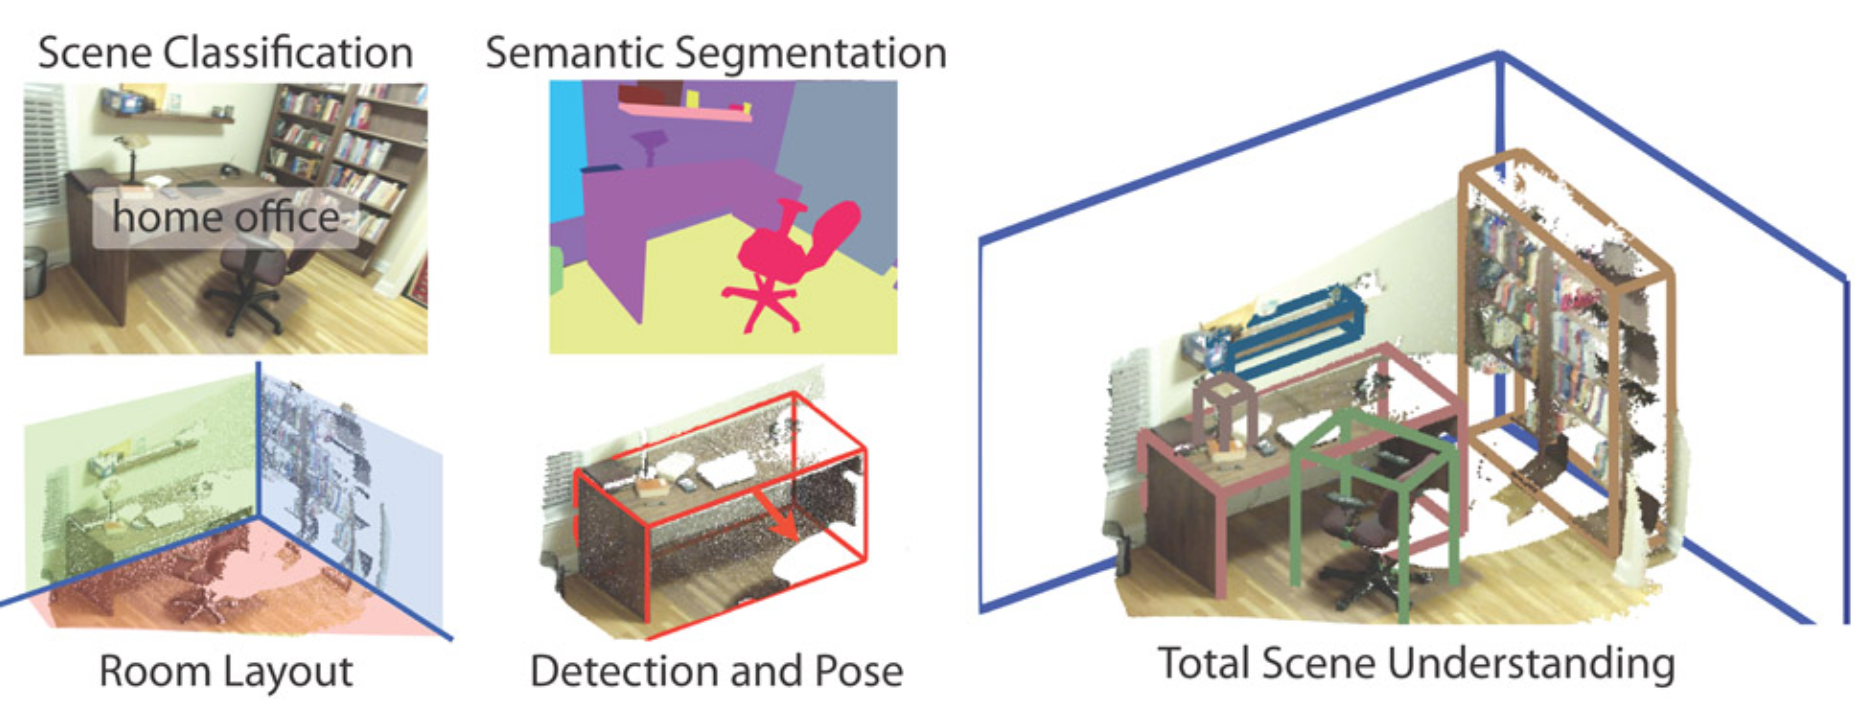 Scene Classification
Semantic Segmentation
home office
Room Layout
Detection and Pose
Total Scene Understanding